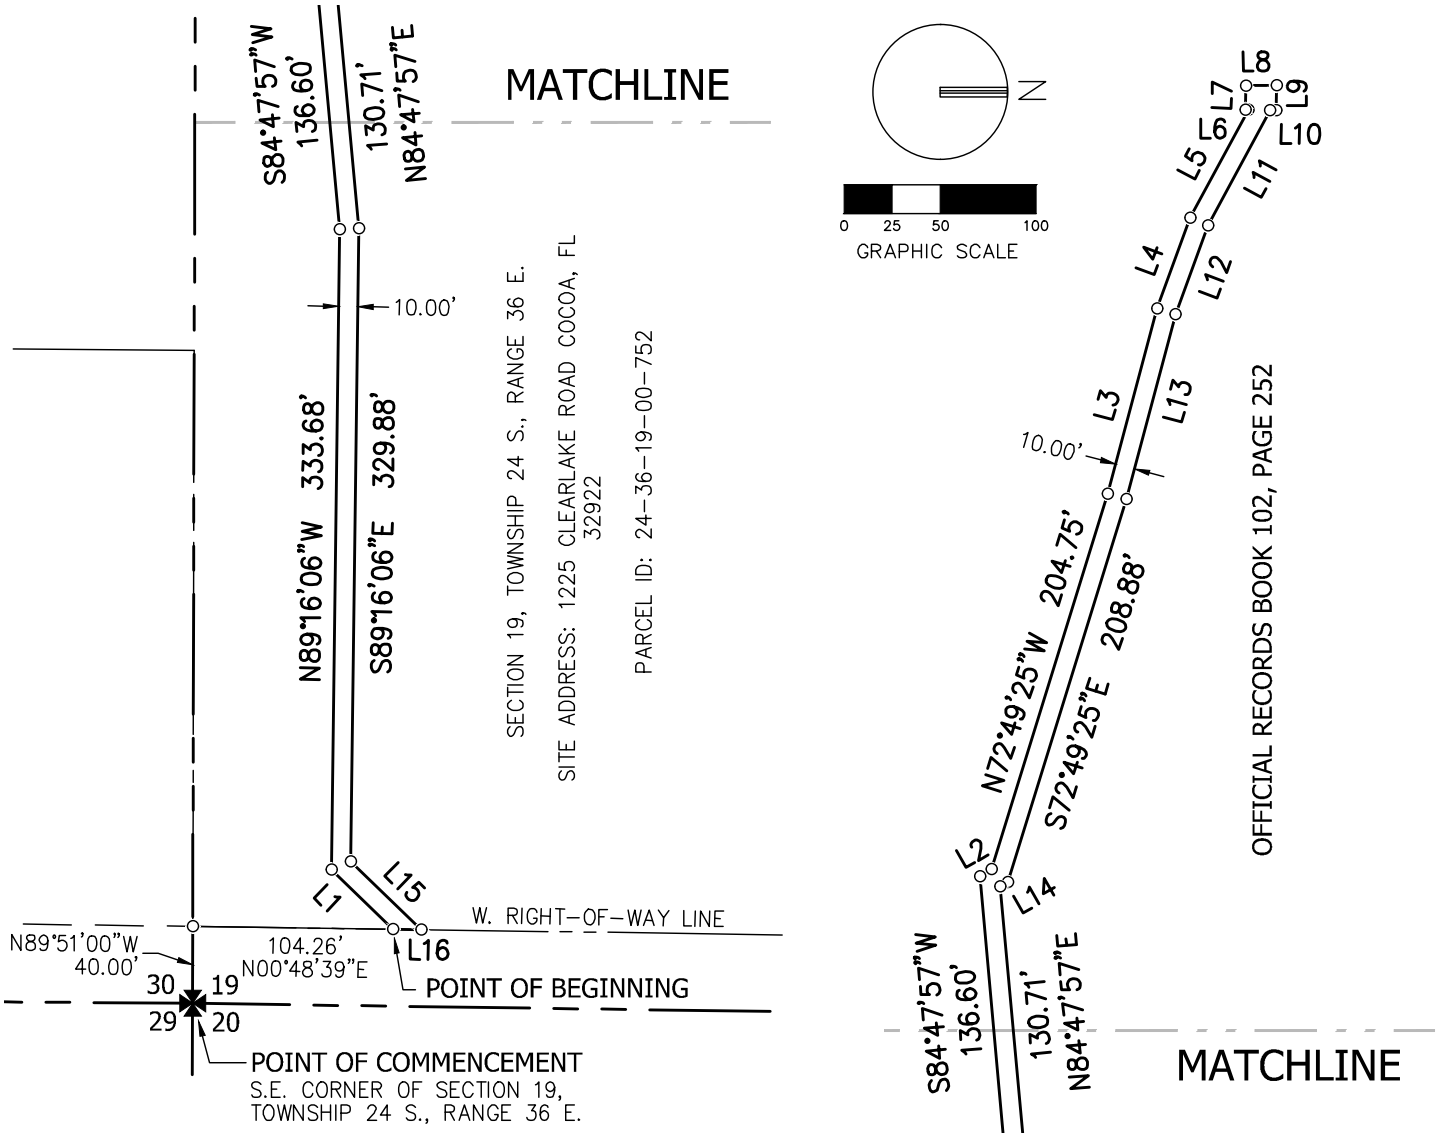 S84°47'57"W
136.60'
130.71'
N84°47'57"E
MATCHLINE
10.00'
N89°16'06"W 333.68'
S89°16'06"E 329.88'
SECTION 19, TOWNSHIP 24 S., RANGE 36 E.
SITE ADDRESS: 1225 CLEARLAKE ROAD COCOA, FL
32922
PARCEL ID: 24-36-19-00-752
L1
L15
W. RIGHT-OF-WAY LINE
N89°51'00"W
40.00'
104.26'
N00°48'39"E
L16
POINT OF BEGINNING
30 19
29 20
POINT OF COMMENCEMENT
S.E. CORNER OF SECTION 19,
TOWNSHIP 24 S., RANGE 36 E.
N
0 25 50 100
GRAPHIC SCALE
L8
L7
L9
L6
L10
L5
L11
L4
L12
L3
L13
10.00'
N72°49'25"W 204.75'
S72°49'25"E 208.88'
OFFICIAL RECORDS BOOK 102, PAGE 252
L2
L14
S84°47'57"W
136.60'
130.71'
N84°47'57"E
MATCHLINE